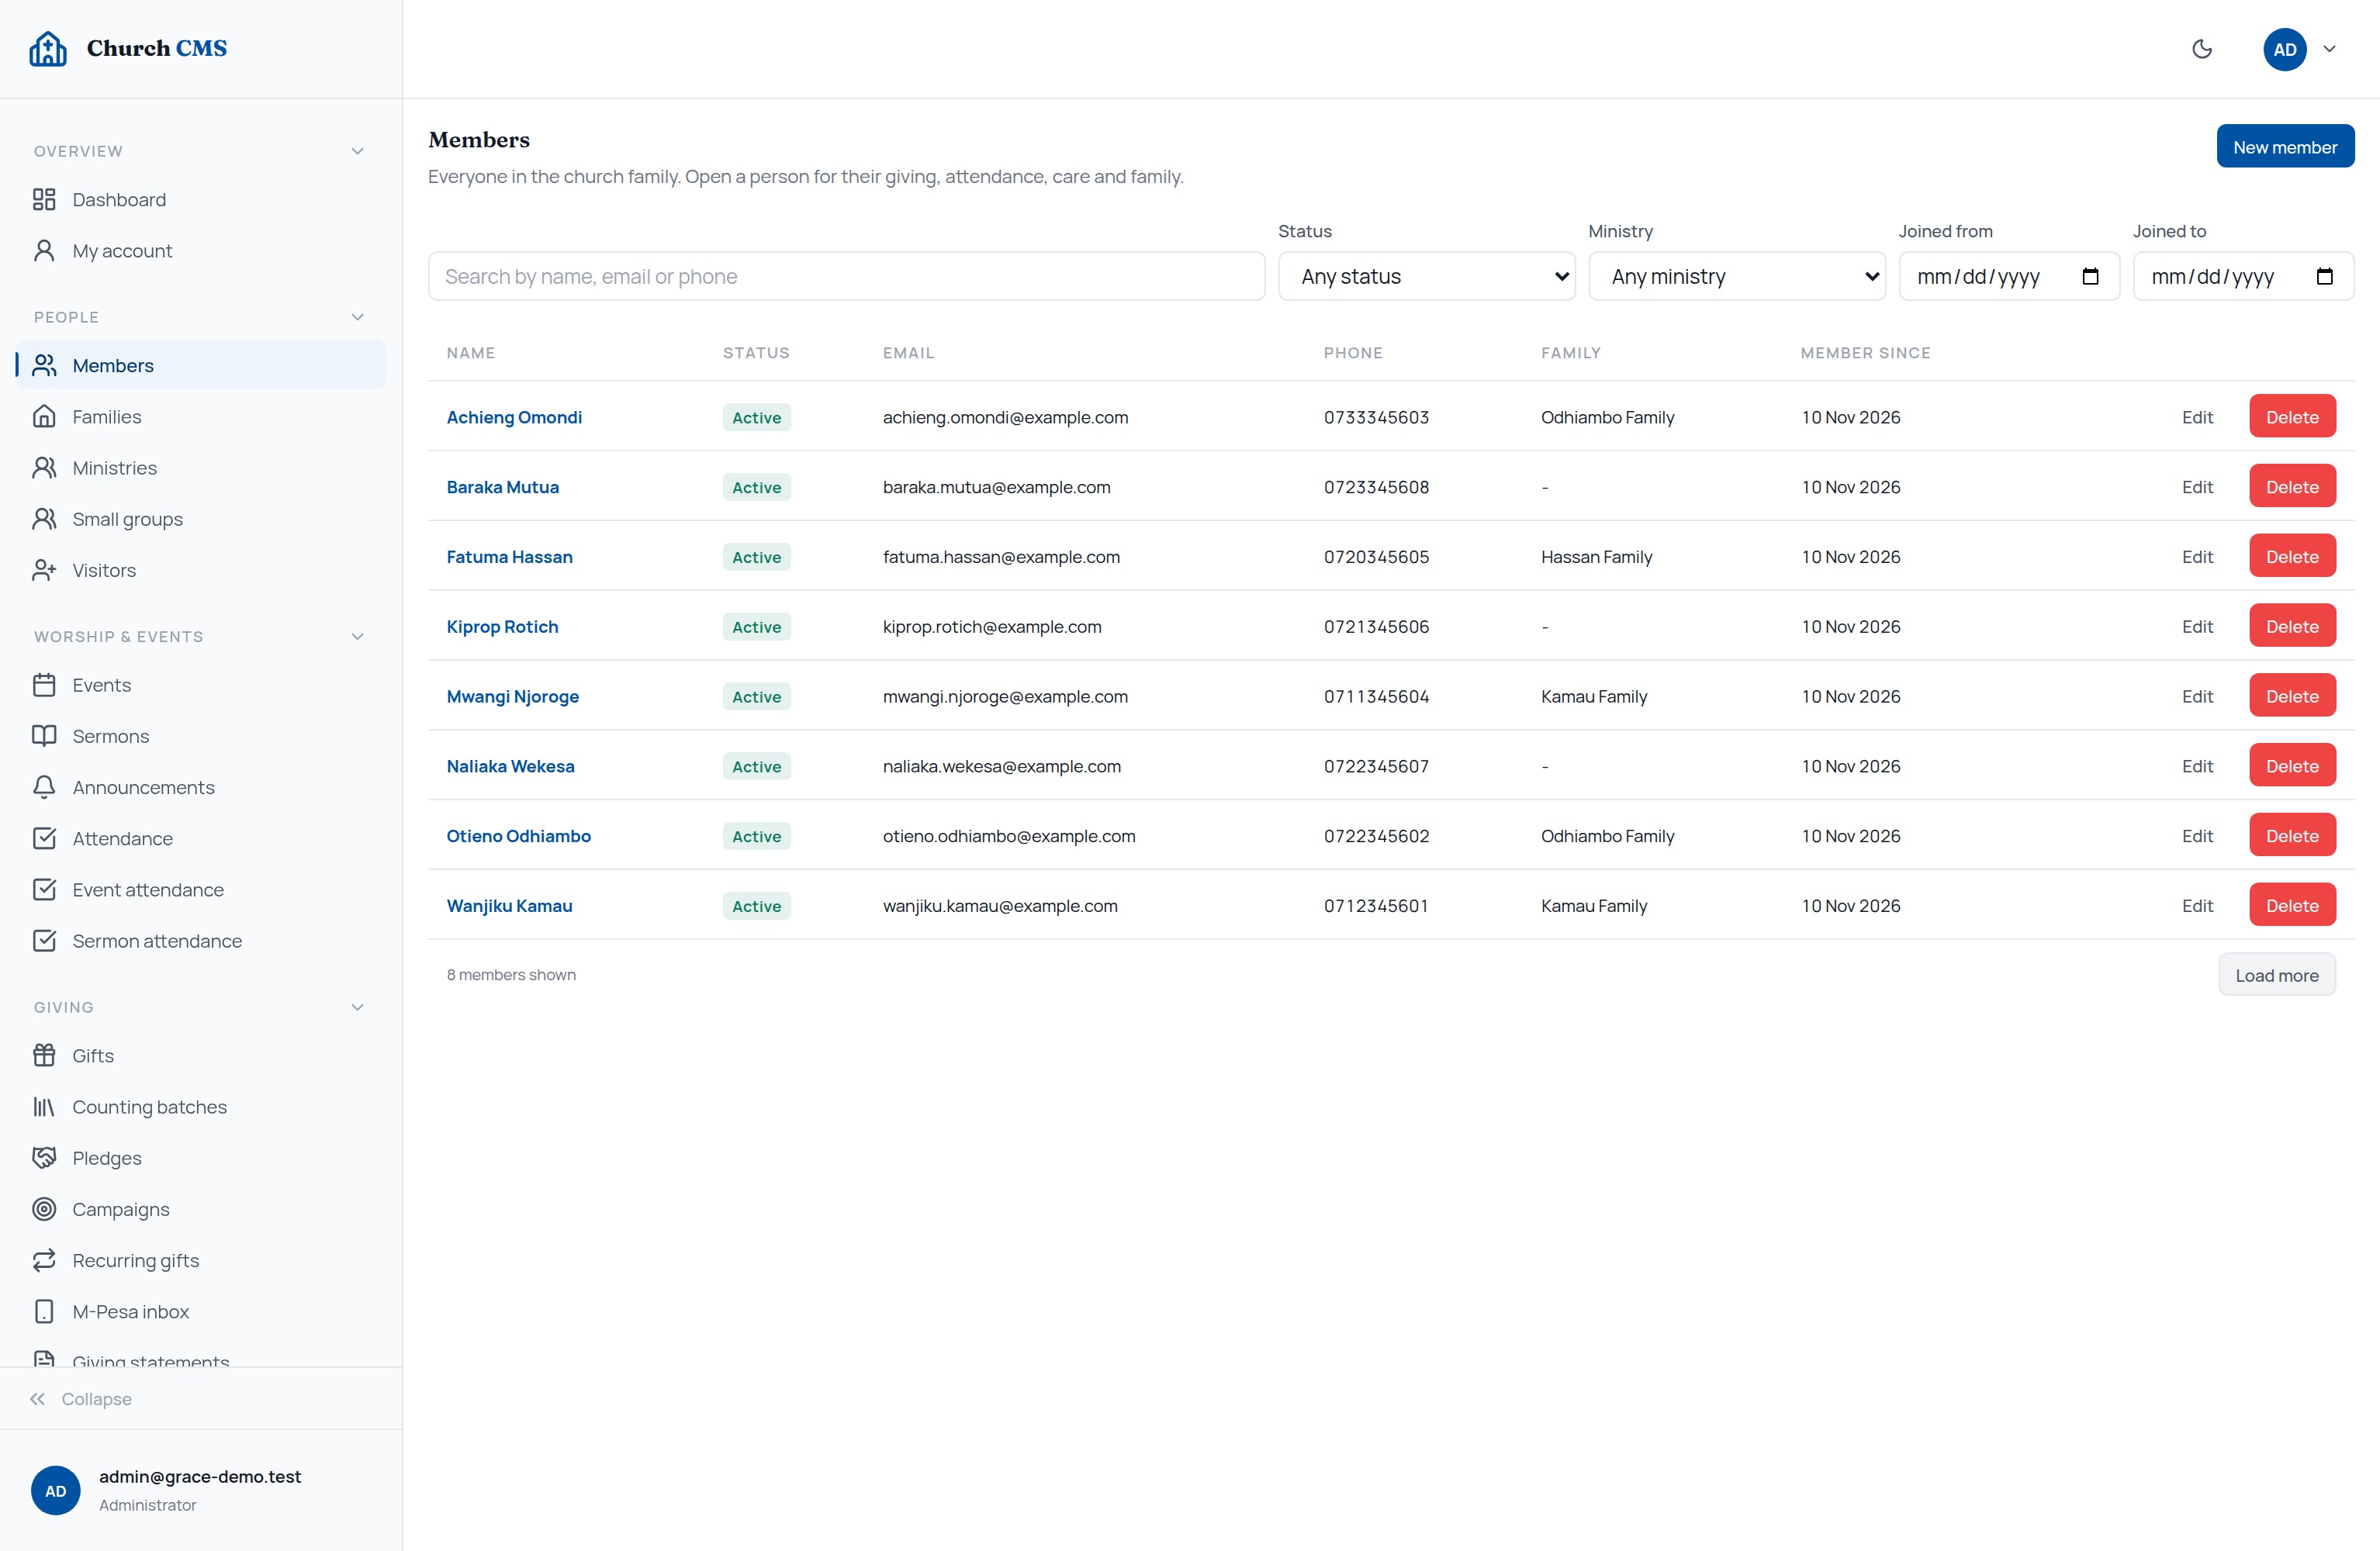 Church CMS
AD
OVERVIEW
Dashboard
My account
PEOPLE
Members
Families
Ministries
Small groups
Visitors
WORSHIP & EVENTS
Events
Sermons
Announcements
Attendance
Event attendance
Sermon attendance
GIVING
Gifts
Counting batches
Pledges
Campaigns
Recurring gifts
M-Pesa inbox
Giving statements
Collapse
AD
admin@grace-demo.test
Administrator
Members
New member
Everyone in the church family. Open a person for their giving, attendance, care and family.
Status Ministry Joined from Joined to
Search by name, email or phone Any status Any ministry mm/dd/yyyy mm/dd/yyyy
NAME STATUS EMAIL PHONE FAMILY MEMBER SINCE
Achieng Omondi Active achieng.omondi@example.com 0733345603 Odhiambo Family 10 Nov 2026 Edit Delete
Baraka Mutua Active baraka.mutua@example.com 0723345608 - 10 Nov 2026 Edit Delete
Fatuma Hassan Active fatuma.hassan@example.com 0720345605 Hassan Family 10 Nov 2026 Edit Delete
Kiprop Rotich Active kiprop.rotich@example.com 0721345606 - 10 Nov 2026 Edit Delete
Mwangi Njoroge Active mwangi.njoroge@example.com 0711345604 Kamau Family 10 Nov 2026 Edit Delete
Naliaka Wekesa Active naliaka.wekesa@example.com 0722345607 - 10 Nov 2026 Edit Delete
Otieno Odhiambo Active otieno.odhiambo@example.com 0722345602 Odhiambo Family 10 Nov 2026 Edit Delete
Wanjiku Kamau Active wanjiku.kamau@example.com 0712345601 Kamau Family 10 Nov 2026 Edit Delete
8 members shown Load more